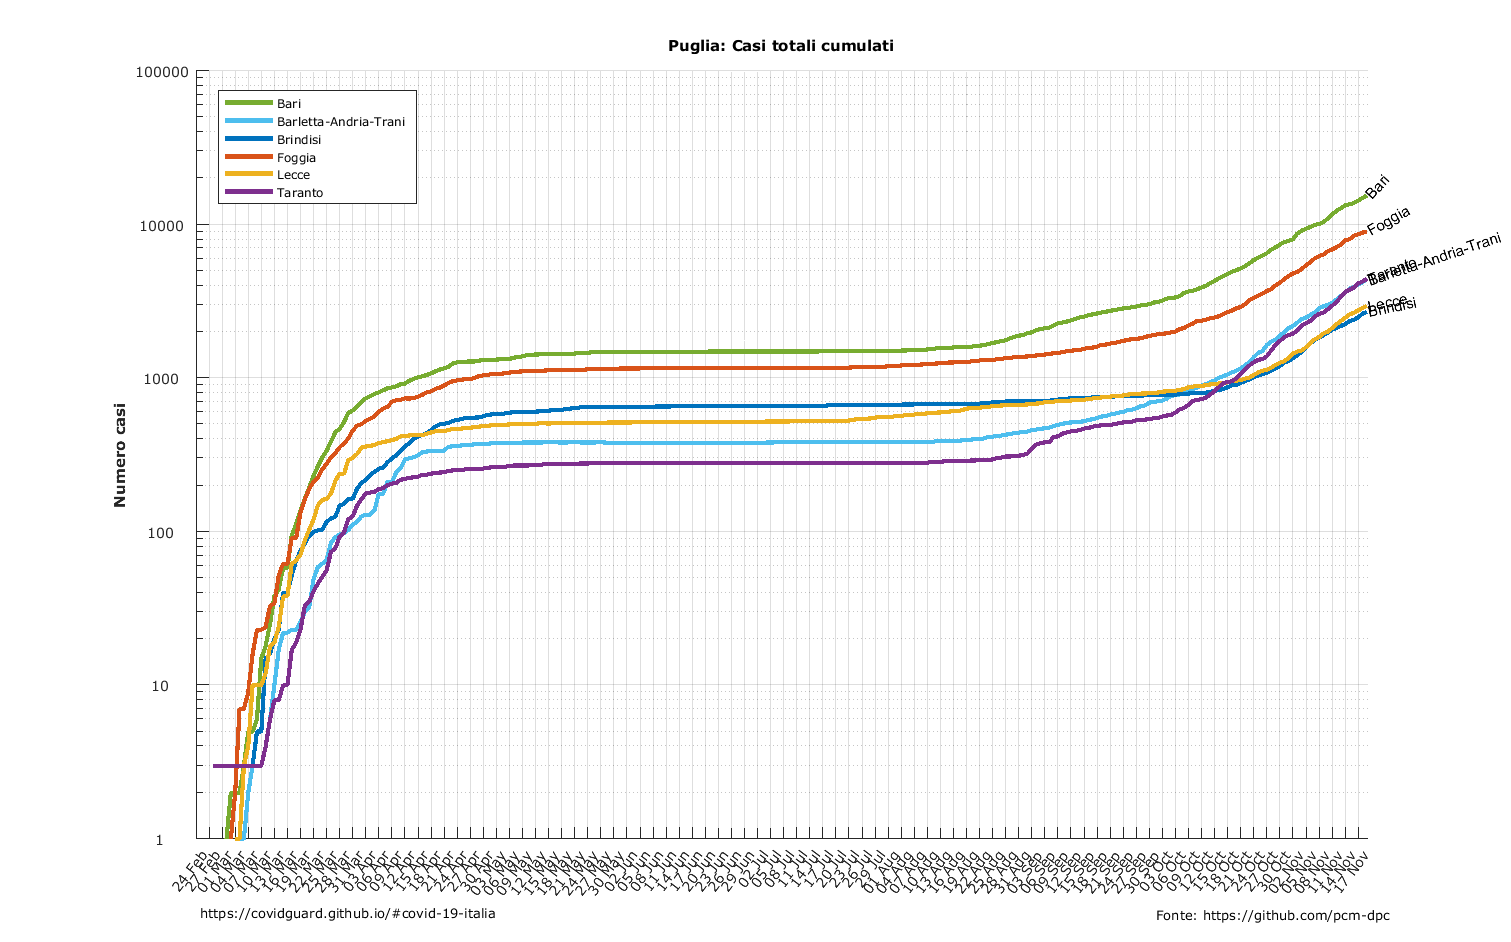 Puglia: Casi totali cumulati
100000
10000
1000
100
10
1
Numero casi
Bari
Barletta-Andria-Trani
Brindisi
Foggia
Lecce
Taranto
Bari
Foggia
Taranto
Barletta-Andria-Trani
Lecce
Brindisi
24 Feb
27 Feb
01 Mar
04 Mar
07 Mar
10 Mar
13 Mar
16 Mar
19 Mar
22 Mar
25 Mar
28 Mar
31 Mar
03 Apr
06 Apr
09 Apr
12 Apr
15 Apr
18 Apr
21 Apr
24 Apr
27 Apr
30 Apr
03 May
06 May
09 May
12 May
15 May
18 May
21 May
24 May
27 May
30 May
02 Jun
05 Jun
08 Jun
11 Jun
14 Jun
17 Jun
20 Jun
23 Jun
26 Jun
29 Jun
02 Jul
05 Jul
08 Jul
11 Jul
14 Jul
17 Jul
20 Jul
23 Jul
26 Jul
29 Jul
01 Aug
04 Aug
07 Aug
10 Aug
13 Aug
16 Aug
19 Aug
22 Aug
25 Aug
28 Aug
31 Aug
03 Sep
06 Sep
09 Sep
12 Sep
15 Sep
18 Sep
21 Sep
24 Sep
27 Sep
30 Sep
03 Oct
06 Oct
09 Oct
12 Oct
15 Oct
18 Oct
21 Oct
24 Oct
27 Oct
30 Oct
02 Nov
05 Nov
08 Nov
11 Nov
14 Nov
17 Nov
https://covidguard.github.io/#covid-19-italia
Fonte: https://github.com/pcm-dpc